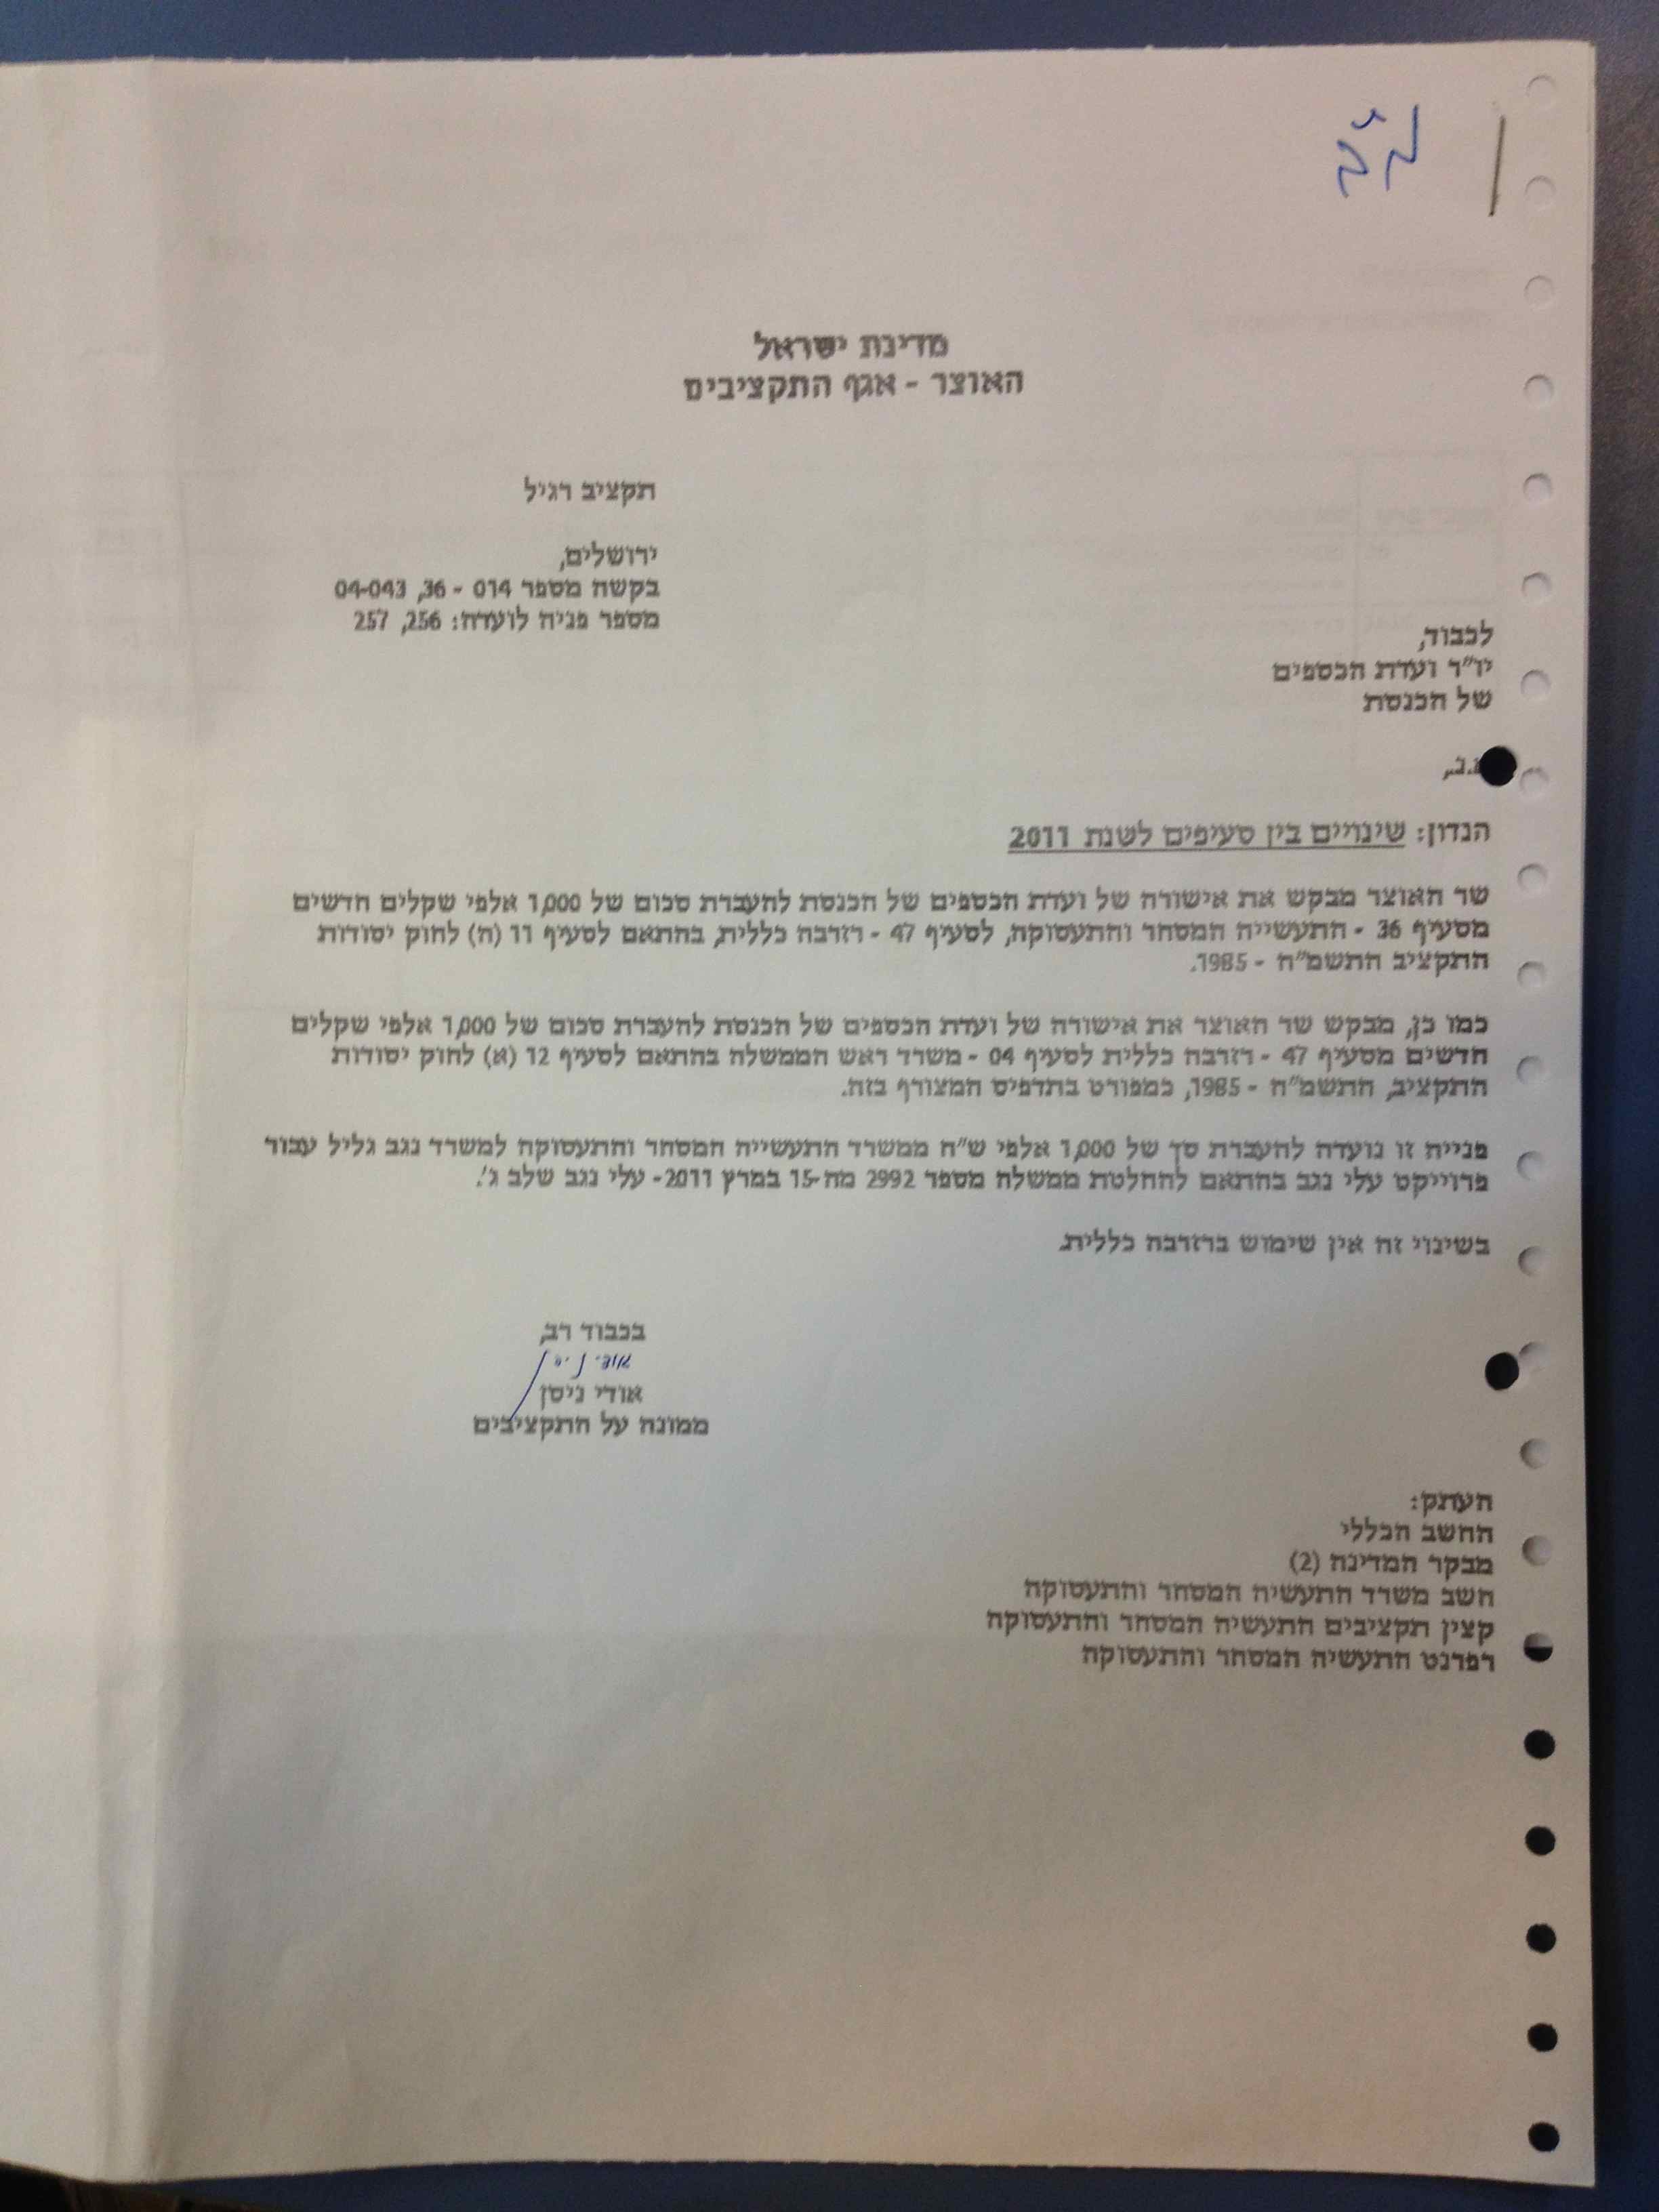 מדינת ישראל
האוצר - אגף התקציבים
תקציב רגיל
ירושלים,
בקשה מספר 014 - 36, 04-043
מספר פניה לועדה: 256, 257
לכבוד,
יו"ר ועדת הכספים
של הכנסת
הנדון: שינויים בין סעיפים לשנת 2011
שר האוצר מבקש את אישורה של ועדת הכספים של הכנסת להעברת סכום של 1,000 אלפי שקלים חדשים
מסעיף 36 - התעשייה המסחר והתעסוקה, לסעיף 47 - רזרבה כללית, בהתאם לסעיף 11 (ה) לחוק יסודות
התקציב התשמ"ה - 1985.
כמו כן, מבקש שר האוצר את אישורה של ועדת הכספים של הכנסת להעברת סכום של 1,000 אלפי שקלים
חדשים מסעיף 47 - רזרבה כללית לסעיף 04 - משרד ראש הממשלה בהתאם לסעיף 12 (א) לחוק יסודות
התקציב, התשמ"ה - 1985, כמפורט בתדפיס המצורף בזה.
פנייה זו נועדה להעברת סך של 1,000 אלפי ש"ח ממשרד התעשייה המסחר והתעסוקה למשרד נגב גליל עבור
פרוייקט עלי נגב בהתאם להחלטת ממשלה מספר 2992 מה-15 במרץ 2011- עלי נגב שלב ג'.
בשינוי זה אין שימוש ברזרבה כללית.
בכבוד רב,
אודי ניסן
אודי ניסן
ממונה על התקציבים
העתק:
החשב הכללי
מבקר המדינה (2)
חשב משרד התעשיה המסחר והתעסוקה
קצין תקציבים התעשיה המסחר והתעסוקה
רפרנט התעשיה המסחר והתעסוקה